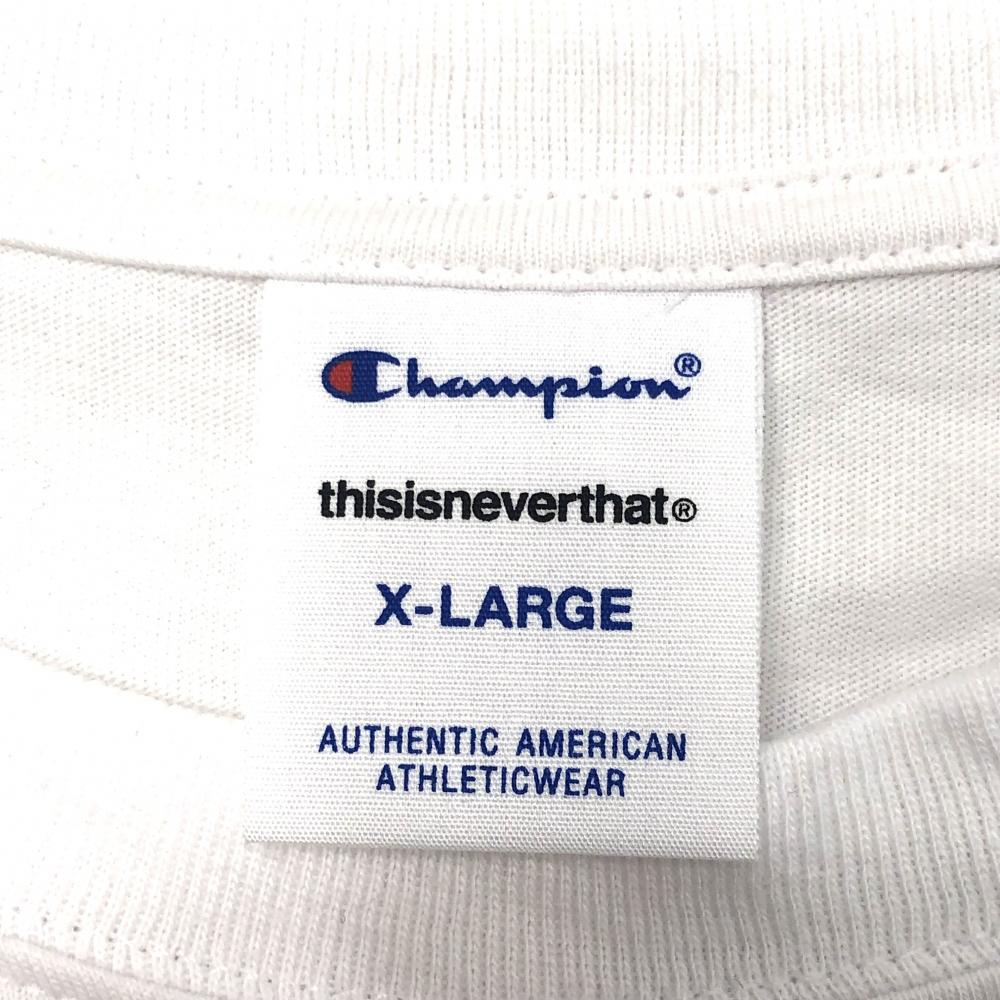 Champion®
thisisneverthat®
X-LARGE
AUTHENTIC AMERICAN
ATHLETICWEAR